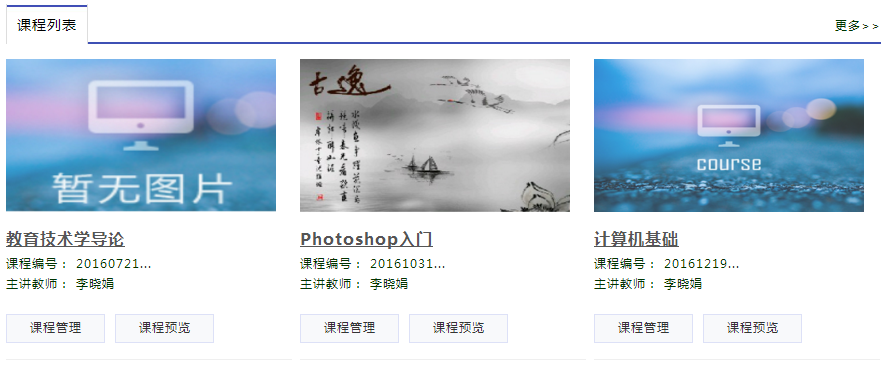 课程列表
更多>>
暂无图片
古逸
course
教育技术学导论
Photoshop入门
计算机基础
课程编号： 20160721...
课程编号： 20161031...
课程编号： 20161219...
主讲教师： 李晓娟
主讲教师： 李晓娟
主讲教师： 李晓娟
课程管理
课程预览
课程管理
课程预览
课程管理
课程预览